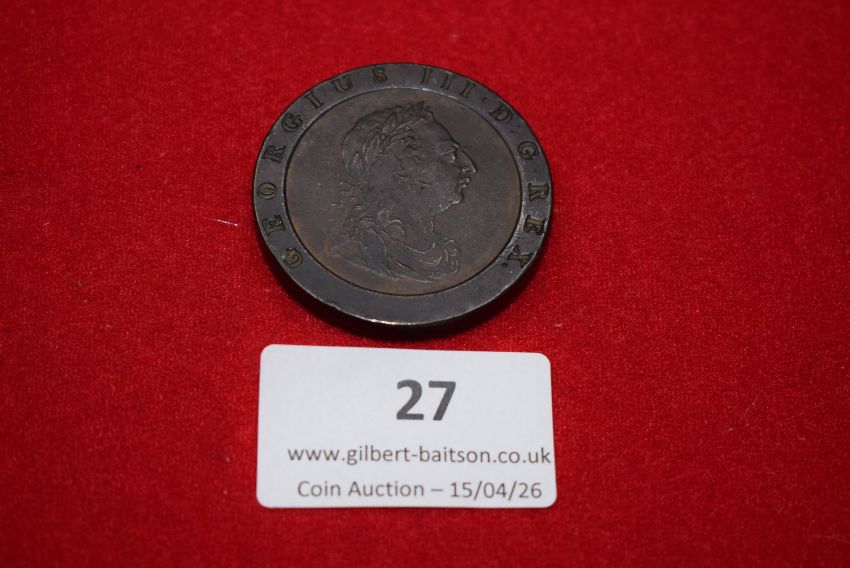 GEORGIUS III·D·G·REX.
27
www.gilbert-baitson.co.uk
Coin Auction – 15/04/26